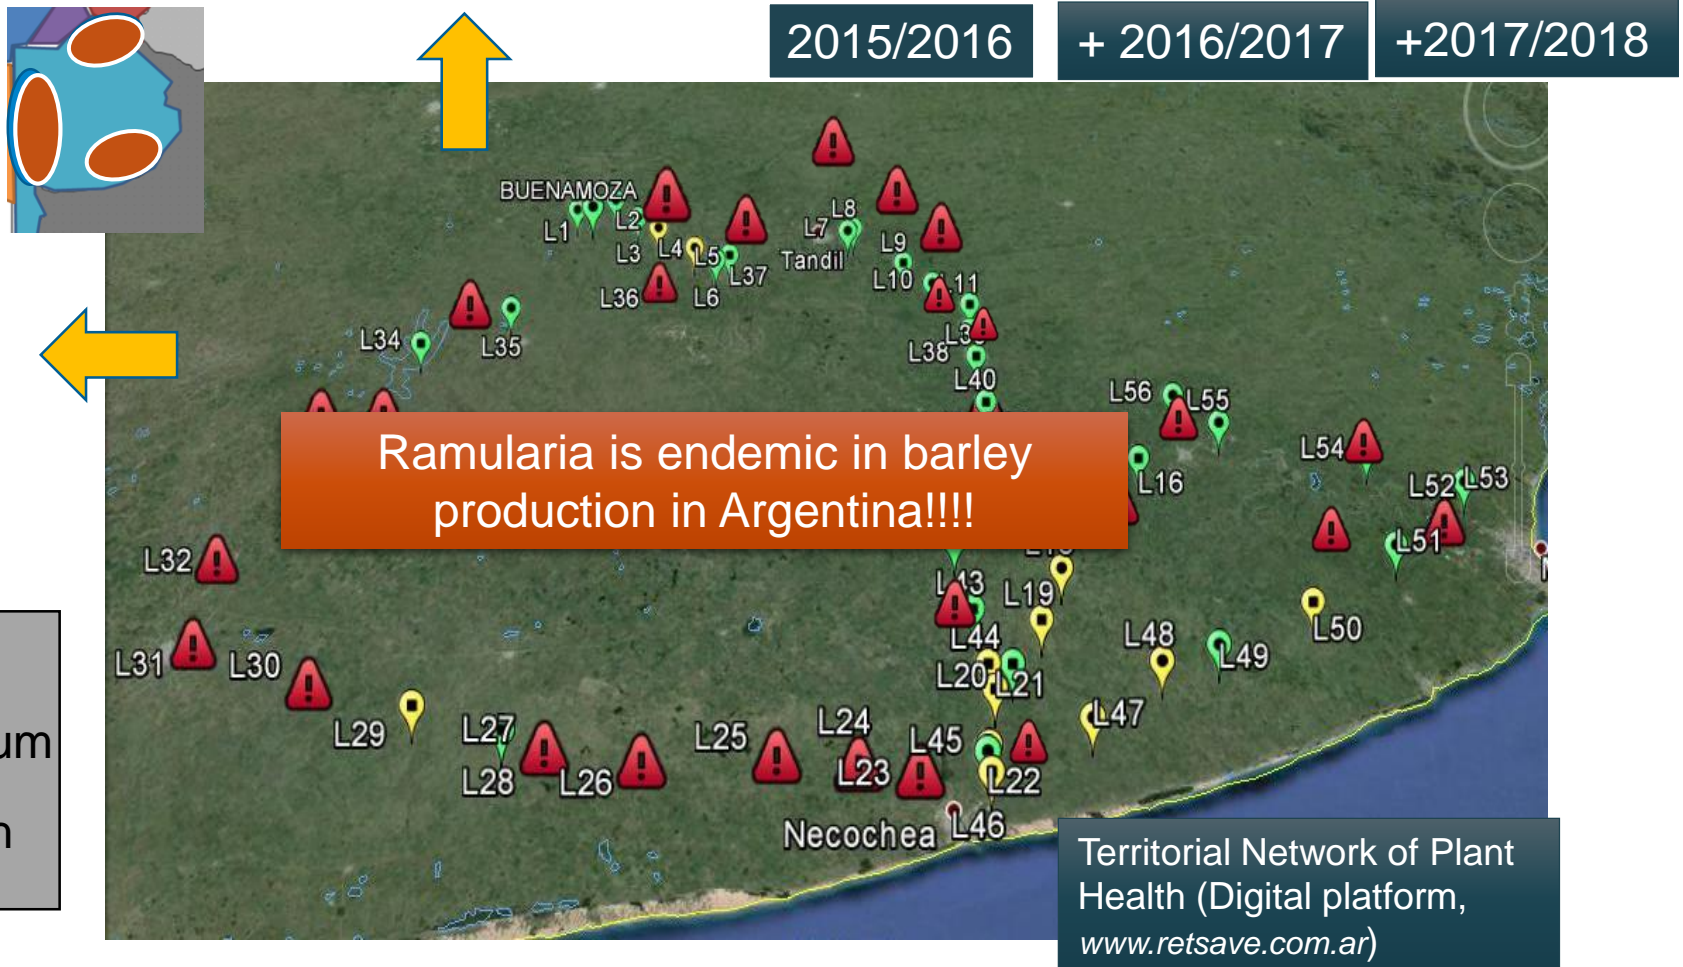 2015/2016
+ 2016/2017
+2017/2018
BUENAMOZA
L1
L2
L3
L4
L5
L6
L36
L37
L7
L8
Tandil
L9
L10
L11
L34
L35
L38
L40
L56
L55
L54
L52
L53
L51
L16
Ramularia is endemic in barley
production in Argentina!!!!
L32
L31
L30
L43
L19
L44
L20
L21
L48
L49
L50
L29
L27
L28
L26
L25
L24
L23
L45
L47
L22
L46
Necochea
um
n
Territorial Network of Plant
Health (Digital platform,
www.retsave.com.ar)